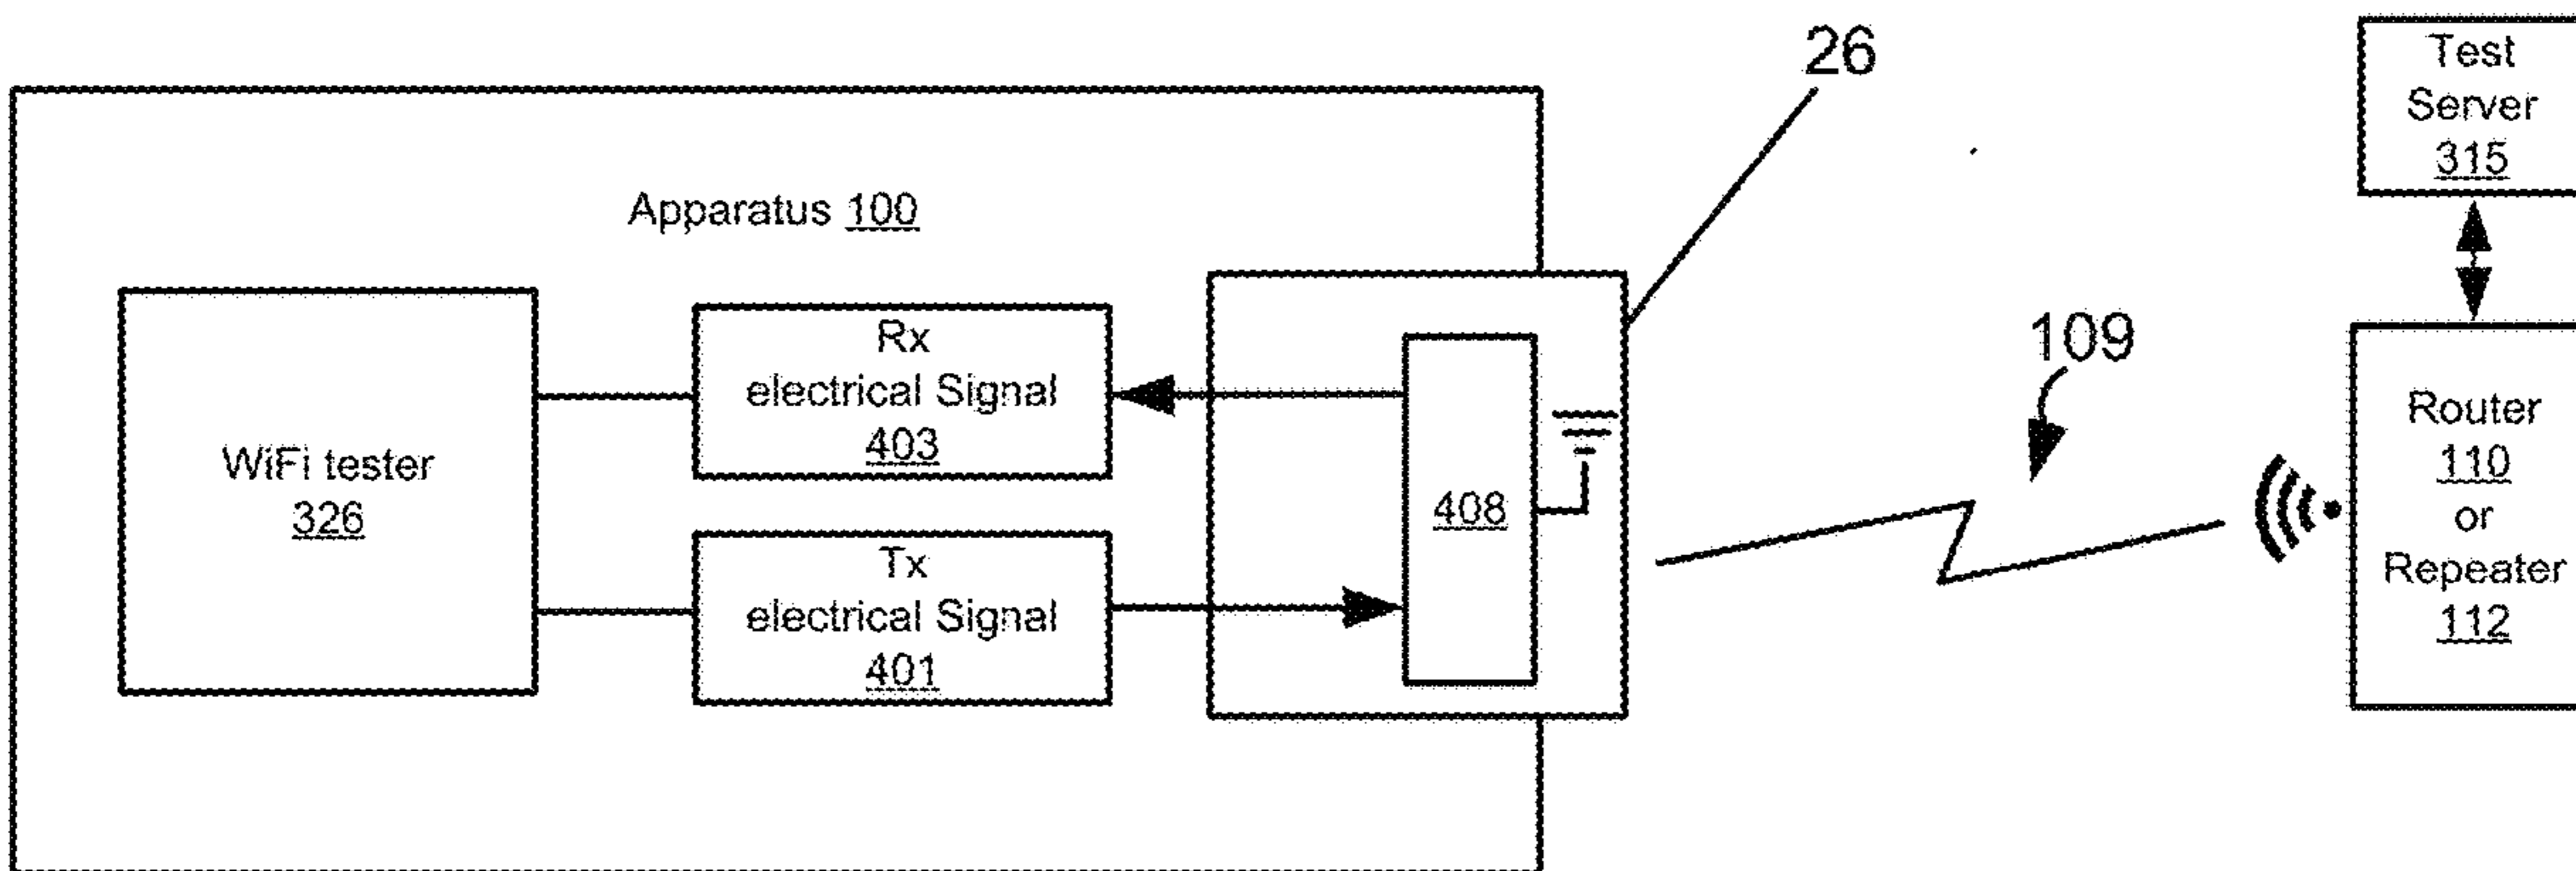 26
Test
Server
315
Apparatus 100
109
Rx
electrical Signal
403
WiFi tester
326
408
Tx
electrical Signal
401
Router
110
or
Repeater
112